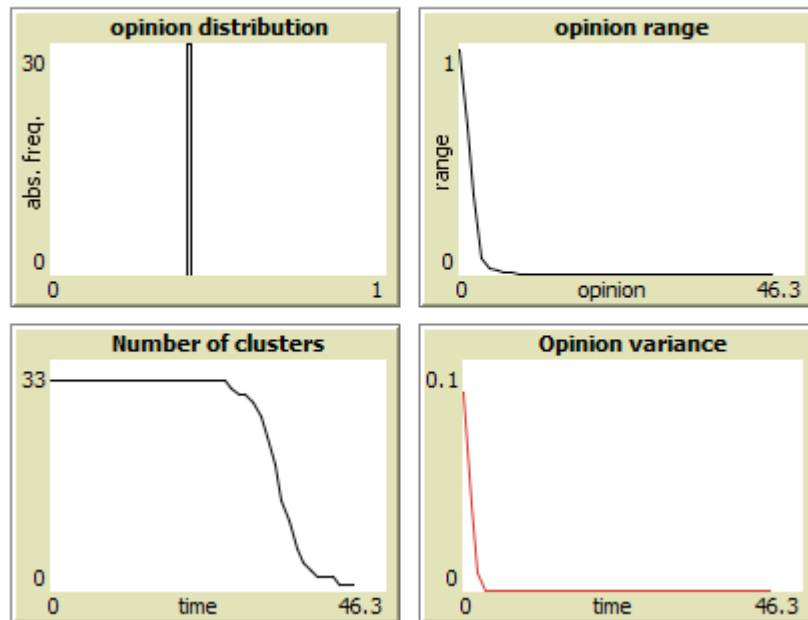 opinion distribution
30
abs. freq.
0
0 1
opinion range
1
range
0
0 opinion 46.3
Number of clusters
33
0
0 time 46.3
Opinion variance
0.1
0
0 time 46.3